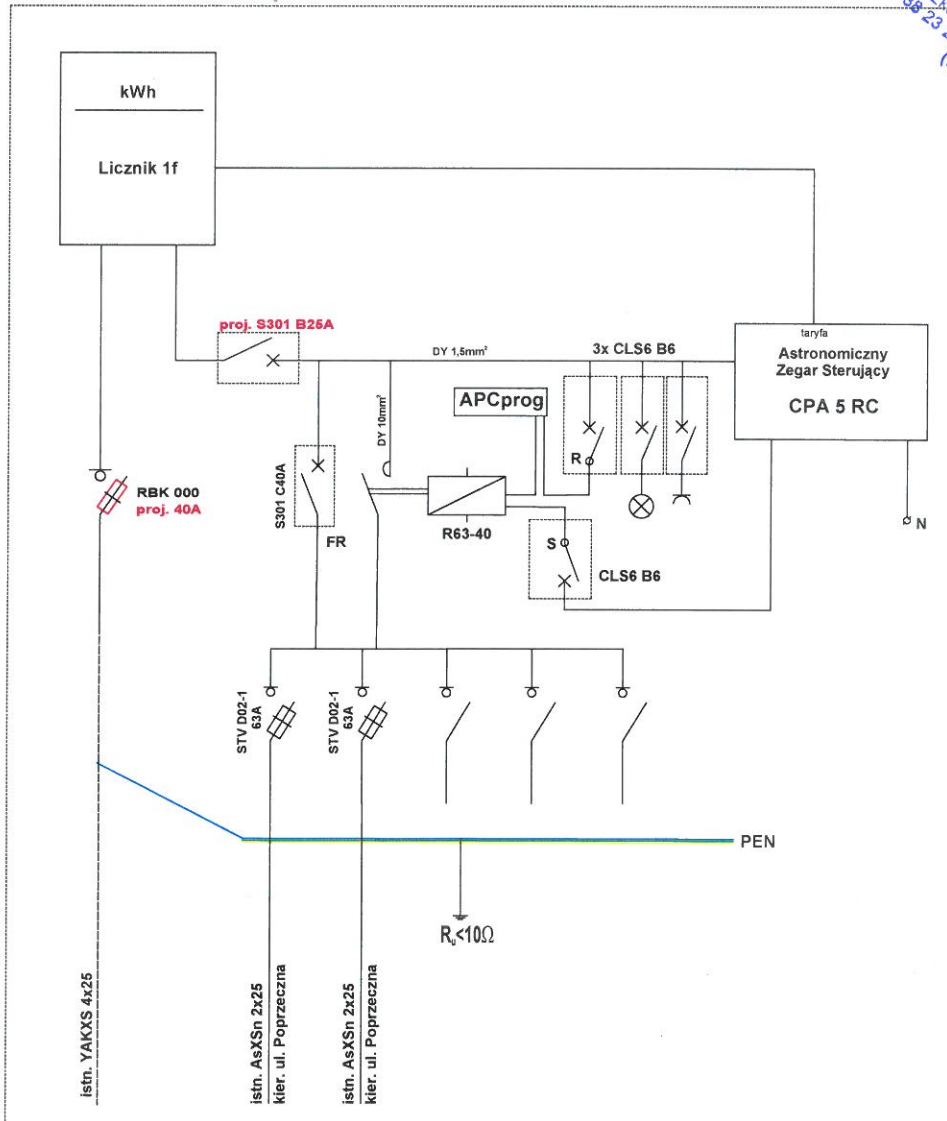 kWh
Licznik 1f
proj. S301 B25A
DY 1,5mm²
3x CLS6 B6
taryfa
Astronomiczny
Zegar Sterujący
CPA 5 RC
APCprog
DY 10mm²
R
S301 C40A
RBK 000
proj. 40A
R63-40
FR
S
CLS6 B6
N
STV D02-1
63A
STV D02-1
63A
PEN
Rᵤ<10Ω
istn. YAKXS 4x25
istn. AsXSn 2x25
kier. ul. Poprzeczna
istn. AsXSn 2x25
kier. ul. Poprzeczna